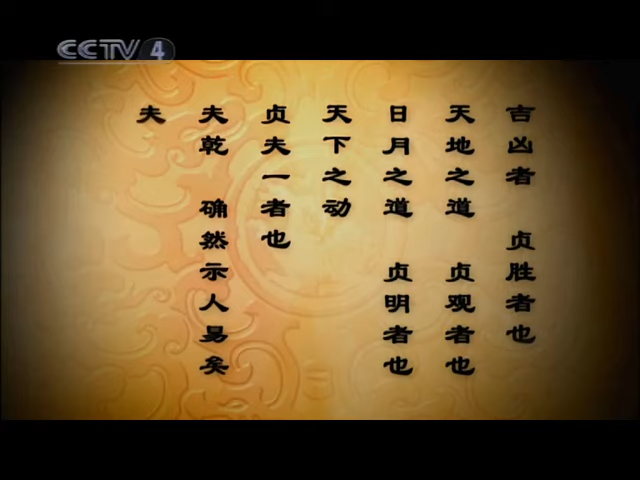 CCTV 4
吉凶者 贞胜者也
天地之道 贞观者也
日月之道 贞明者也
天下之动
贞夫一者也
夫乾 确然示人易矣
夫